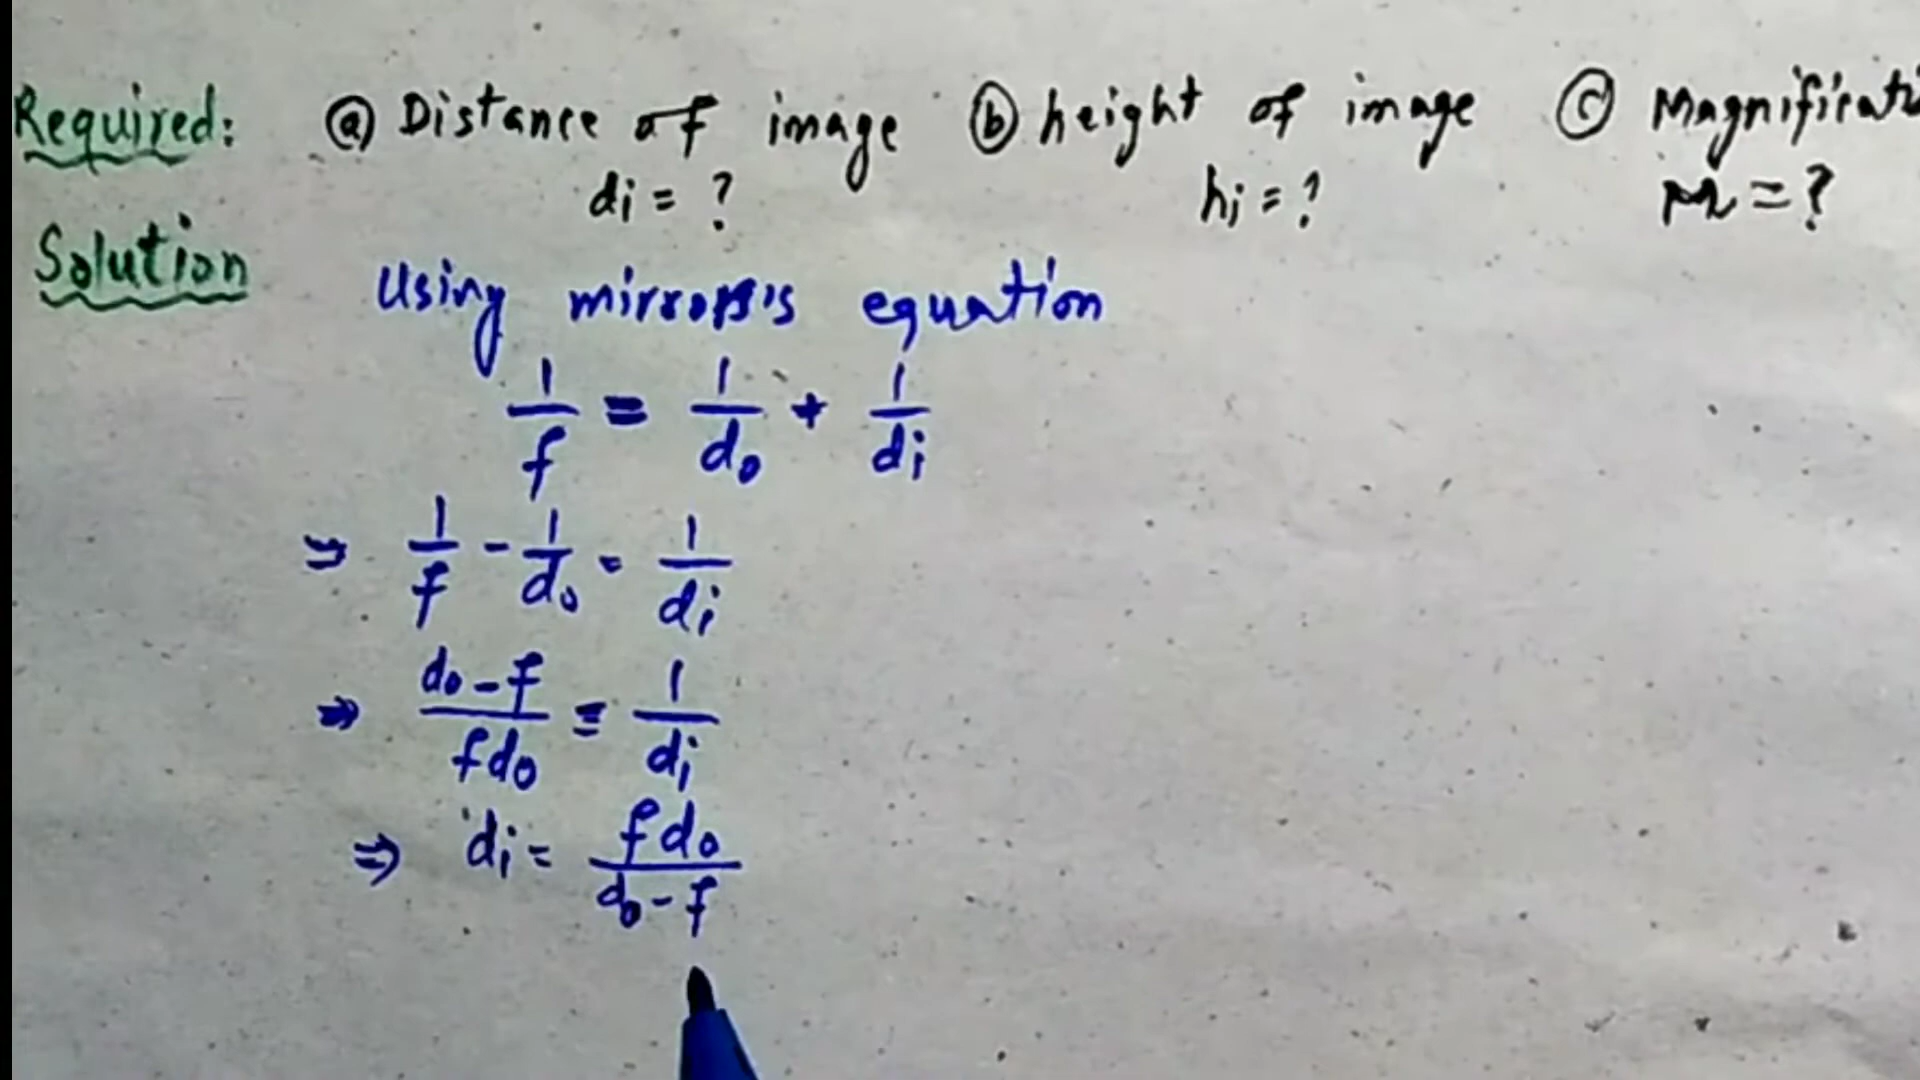 Required: ⓐ Distance of image ⓑ height of image ⓒ Magnificati
di = ? hi = ? M = ?
Solution Using mirrors's equation
1/f = 1/do + 1/di
⇒ 1/f - 1/do = 1/di
⇒ do - f / fdo = 1/di
⇒ di = fdo / do - f